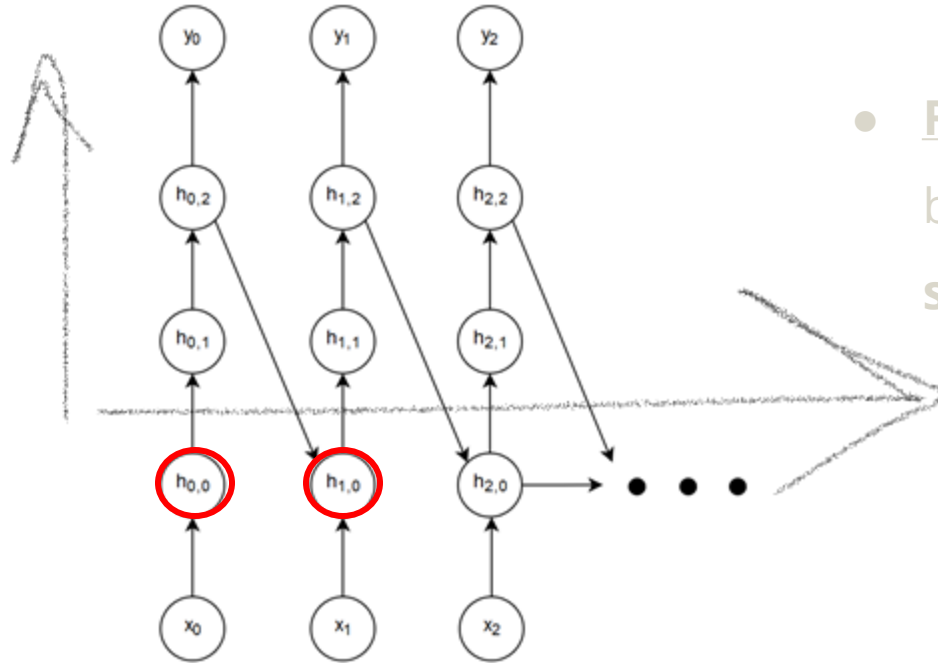 y₀ y₁ y₂
h₀,₂ h₁,₂ h₂,₂
h₀,₁ h₁,₁ h₂,₁
h₀,₀ h₁,₀ h₂,₀
x₀ x₁ x₂